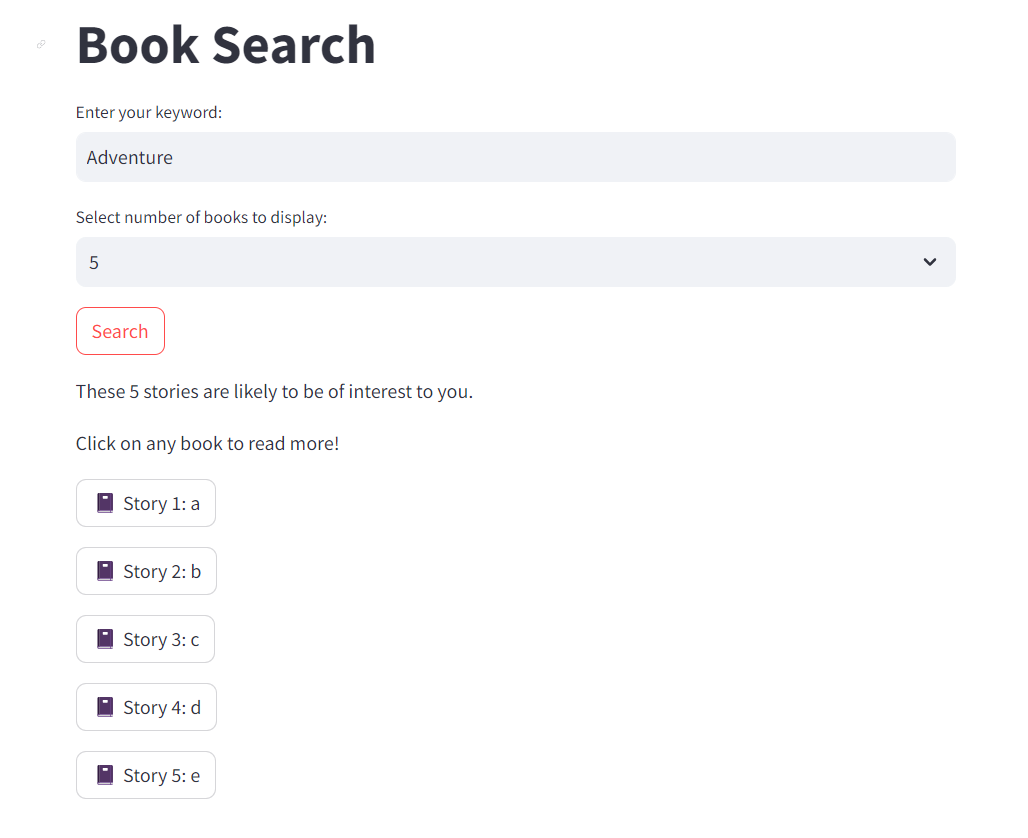 Book Search
Enter your keyword:
Adventure
Select number of books to display:
5
Search
These 5 stories are likely to be of interest to you.
Click on any book to read more!
Story 1: a
Story 2: b
Story 3: c
Story 4: d
Story 5: e